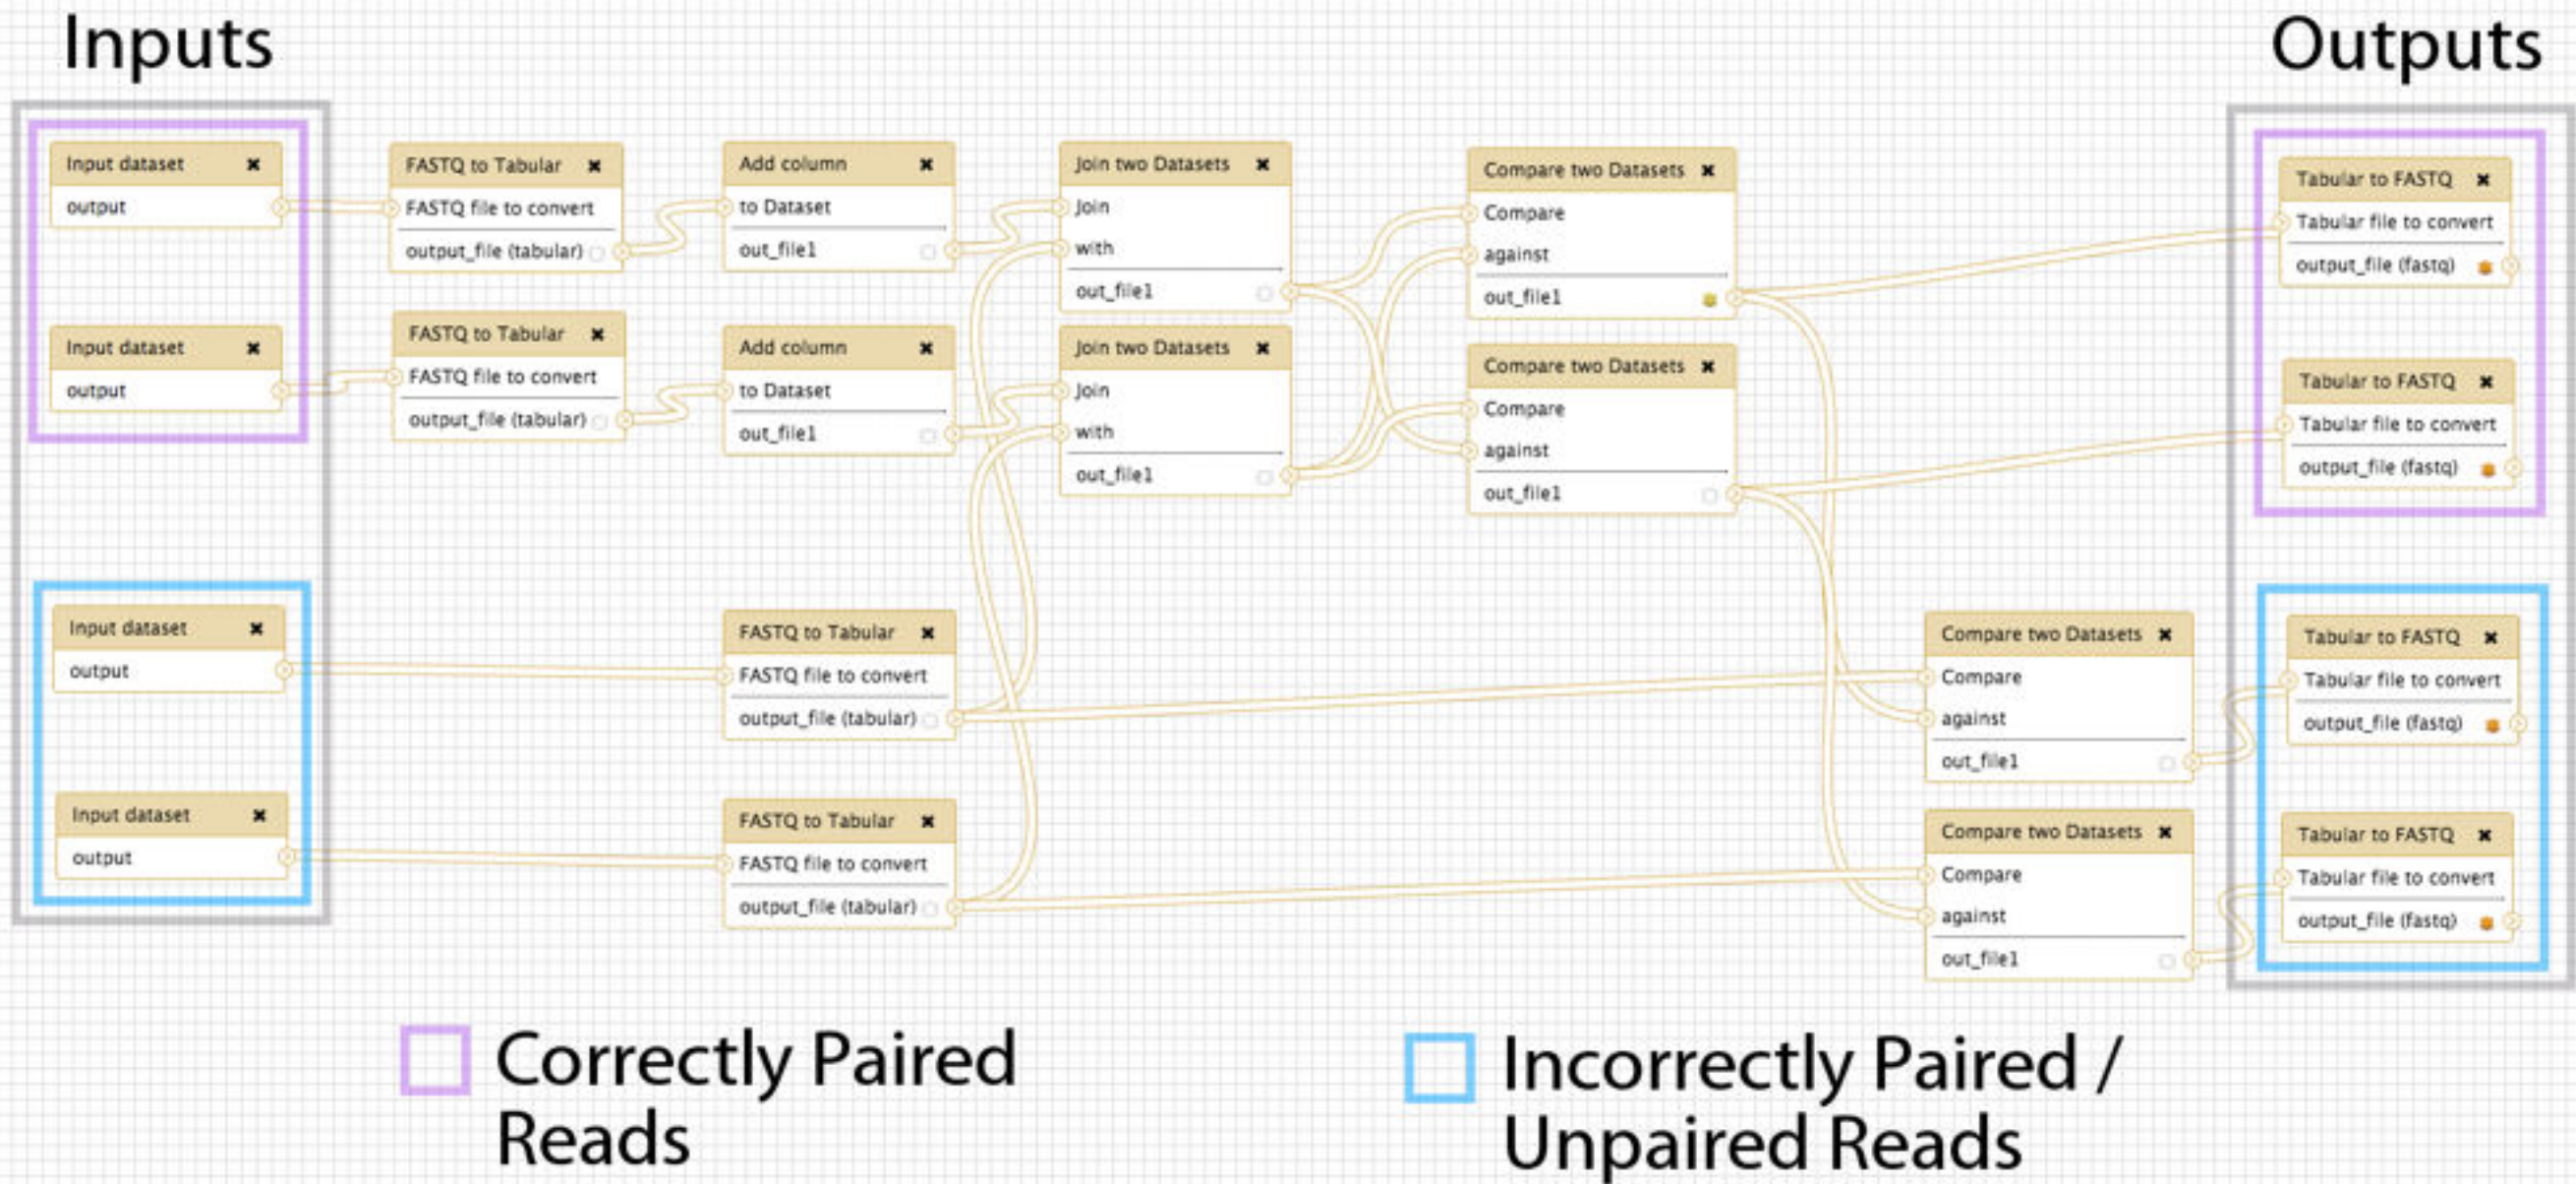 Inputs
Outputs
Input dataset
output
FASTQ to Tabular
FASTQ file to convert
output_file (tabular)
Add column
to Dataset
out_file1
Join two Datasets
Join
with
out_file1
Compare two Datasets
Compare
against
out_file1
Tabular to FASTQ
Tabular file to convert
output_file (fastq)
Input dataset
output
FASTQ to Tabular
FASTQ file to convert
output_file (tabular)
Add column
to Dataset
out_file1
Join two Datasets
Join
with
out_file1
Compare two Datasets
Compare
against
out_file1
Tabular to FASTQ
Tabular file to convert
output_file (fastq)
Input dataset
output
FASTQ to Tabular
FASTQ file to convert
output_file (tabular)
Compare two Datasets
Compare
against
out_file1
Tabular to FASTQ
Tabular file to convert
output_file (fastq)
Input dataset
output
FASTQ to Tabular
FASTQ file to convert
output_file (tabular)
Compare two Datasets
Compare
against
out_file1
Tabular to FASTQ
Tabular file to convert
output_file (fastq)
Correctly Paired
Reads
Incorrectly Paired /
Unpaired Reads